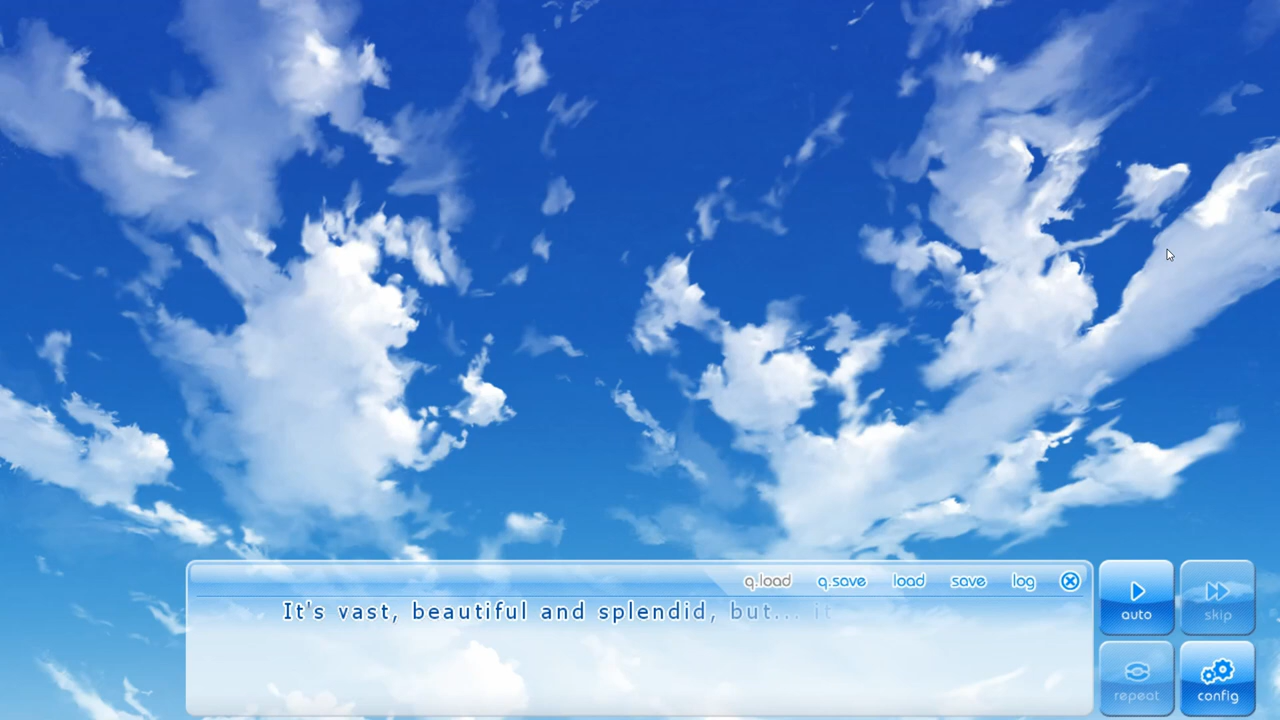 q.load q.save load save log
It's vast, beautiful and splendid, but... it
auto skip
repeat config